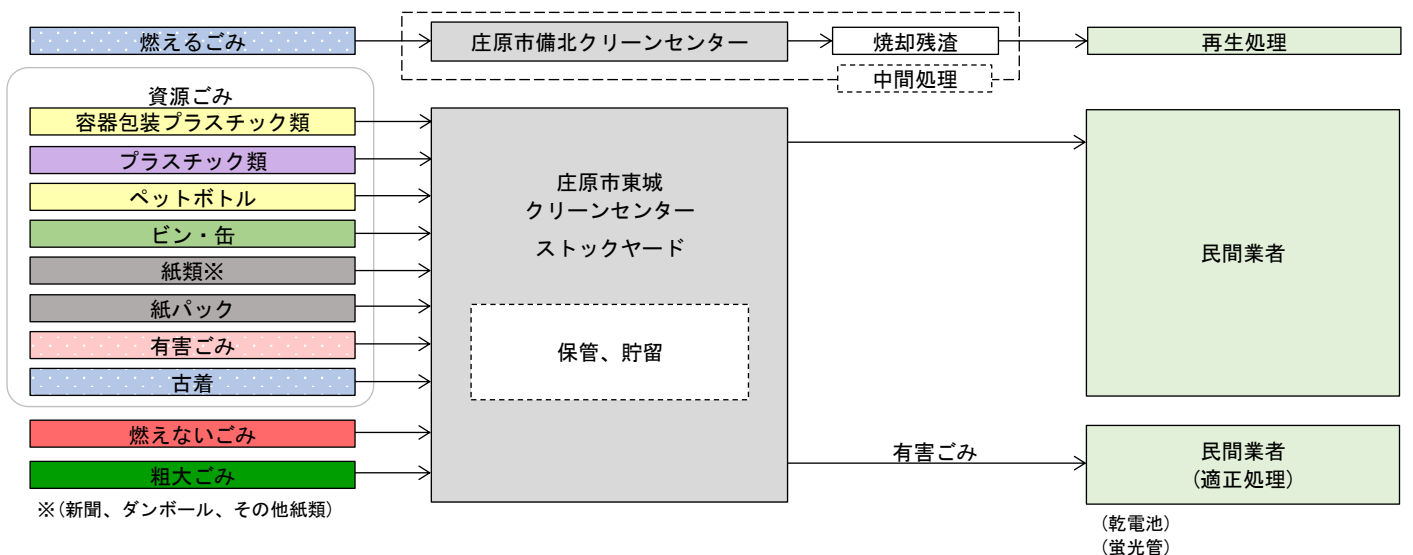 燃えるごみ
庄原市備北クリーンセンター
焼却残渣
再生処理
中間処理
資源ごみ
容器包装プラスチック類
プラスチック類
ペットボトル
ビン・缶
紙類※
紙パック
有害ごみ
古着
燃えないごみ
粗大ごみ
※(新聞、ダンボール、その他紙類)
庄原市東城
クリーンセンター
ストックヤード
保管、貯留
民間業者
有害ごみ
民間業者
(適正処理)
(乾電池)
(蛍光管)